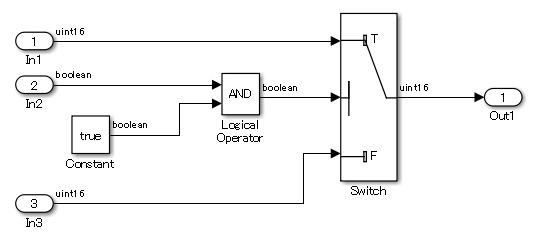 uint16
1
In1
T
boolean
2
In2
AND
boolean
uint16
1
Out1
true
boolean
Constant
Logical
Operator
F
Switch
uint16
3
In3